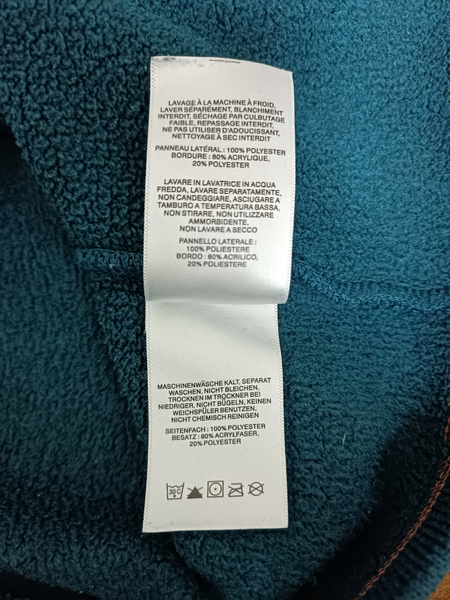 LAVAGE À LA MACHINE À FROID,
LAVER SÉPARÉMENT, BLANCHIMENT
INTERDIT, SÉCHAGE PAR CULBUTAGE
FAIBLE, REPASSAGE INTERDIT,
NE PAS UTILISER D'ADOUCISSANT,
NETTOYAGE À SEC INTERDIT
PANNEAU LATÉRAL : 100% POLYESTER
BORDURE : 80% ACRYLIQUE,
20% POLYESTER
LAVARE IN LAVATRICE IN ACQUA
FREDDA, LAVARE SEPARATAMENTE,
NON CANDEGGIARE, ASCIUGARE A
TAMBURO A TEMPERATURA BASSA,
NON STIRARE, NON UTILIZZARE
AMMORBIDENTE,
NON LAVARE A SECCO
PANNELLO LATERALE :
100% POLIESTERE
BORDO : 80% ACRILICO,
20% POLIESTERE
MASCHINENWÄSCHE KALT, SEPARAT
WASCHEN, NICHT BLEICHEN,
TROCKNEN IM TROCKNER BEI
NIEDRIGER, NICHT BÜGELN, KEINEN
WEICHSPÜLER BENUTZEN,
NICHT CHEMISCH REINIGEN
SEITENFACH : 100% POLYESTER
BESATZ : 80% ACRYLFASER,
20% POLYESTER
30 C